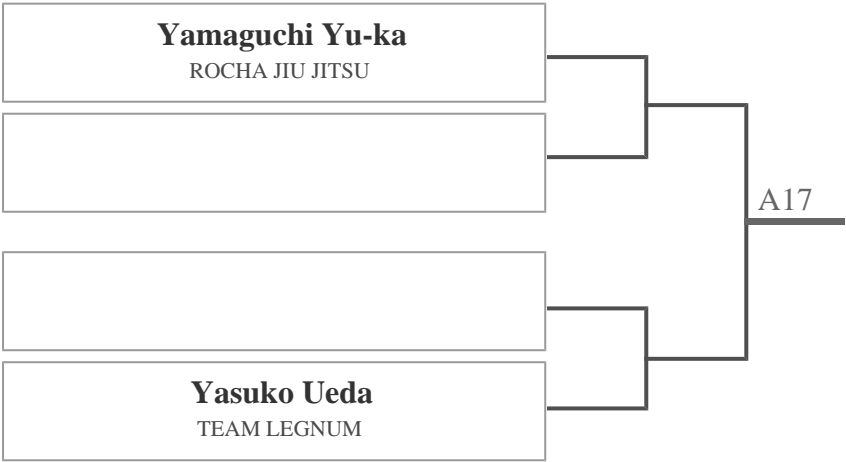 Yamaguchi Yu-ka
ROCHA JIU JITSU
A17
Yasuko Ueda
TEAM LEGNUM